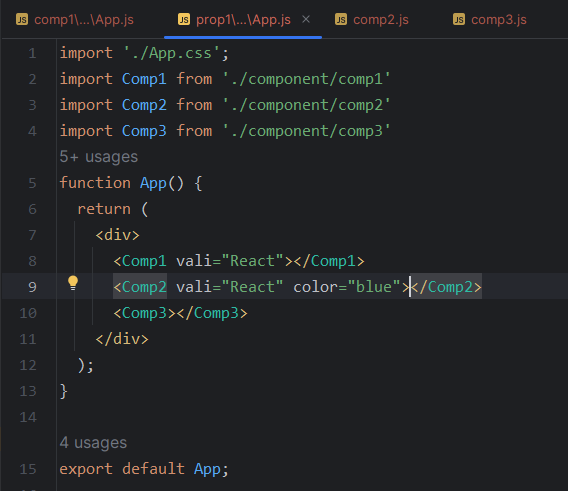 JS comp1\...\App.js JS prop1\...\App.js × JS comp2.js JS comp3.js
1 import './App.css';
2 import Comp1 from './component/comp1'
3 import Comp2 from './component/comp2'
4 import Comp3 from './component/comp3'
5+ usages
5 function App() {
6 return (
7 <div>
8 <Comp1 vali="React"></Comp1>
9 <Comp2 vali="React" color="blue"></Comp2>
10 <Comp3></Comp3>
11 </div>
12 );
13 }
14
4 usages
15 export default App;